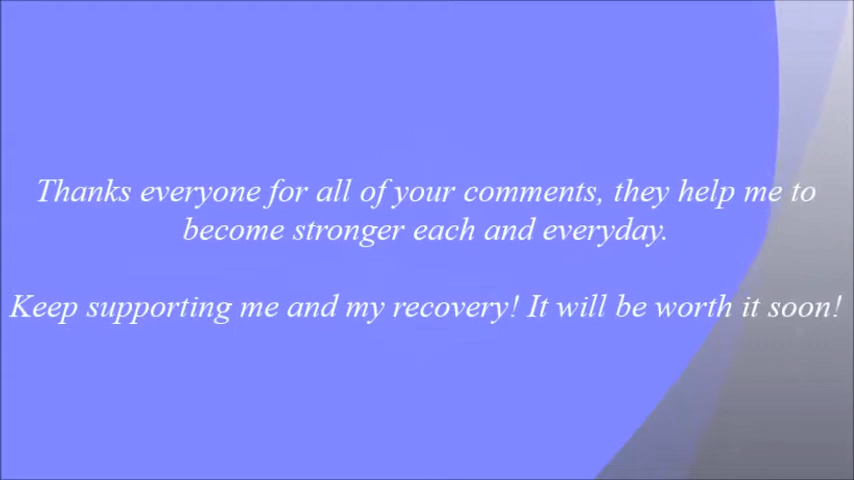 Thanks everyone for all of your comments, they help me to
become stronger each and everyday.
Keep supporting me and my recovery! It will be worth it soon!